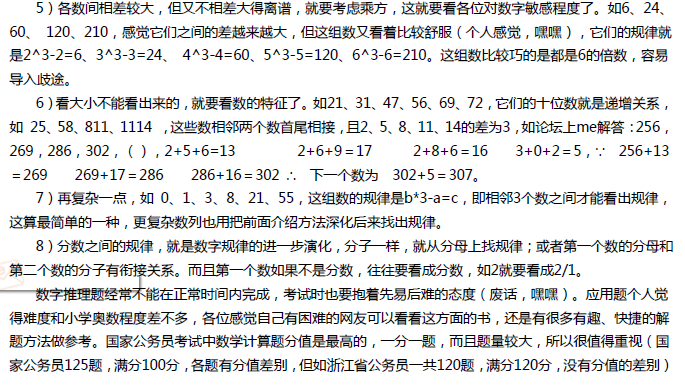 5）各数间相差较大，但又不相差大得离谱，就要考虑乘方，这就要看各位对数字敏感程度了。如6、24、
60、 120、210，感觉它们之间的差越来越大，但这组数又看着比较舒服（个人感觉，嘿嘿），它们的规律就
是2^3-2=6、3^3-3=24、 4^3-4=60、5^3-5=120、6^3-6=210。这组数比较巧的是都是6的倍数，容易
导入歧途。
6）看大小不能看出来的，就要看数的特征了。如21、31、47、56、69、72，它们的十位数就是递增关系，
如 25、58、811、1114 ，这些数相邻两个数首尾相接，且2、5、8、11、14的差为3，如论坛上me解答：256，
269，286，302，（ ），2+5+6=13 2+6+9＝17 2+8+6＝16 3+0+2＝5，∵ 256+13
＝269 269+17＝286 286+16＝302 ∴ 下一个数为 302+5＝307。
7）再复杂一点，如 0、1、3、8、21、55，这组数的规律是b*3-a=c，即相邻3个数之间才能看出规律，
这算最简单的一种，更复杂数列也用把前面介绍方法深化后来找出规律。
8）分数之间的规律，就是数字规律的进一步演化，分子一样，就从分母上找规律；或者第一个数的分母和
第二个数的分子有衔接关系。而且第一个数如果不是分数，往往要看成分数，如2就要看成2/1。
数字推理题经常不能在正常时间内完成，考试时也要抱着先易后难的态度（废话，嘿嘿）。应用题个人觉
得难度和小学奥数程度差不多，各位感觉自己有困难的网友可以看看这方面的书，还是有很多有趣、快捷的解
题方法做参考。国家公务员考试中数学计算题分值是最高的，一分一题，而且题量较大，所以很值得重视（国
家公务员125题，满分100分，各题有分值差别，但如浙江省公务员一共120题，满分120分，没有分值的差别）